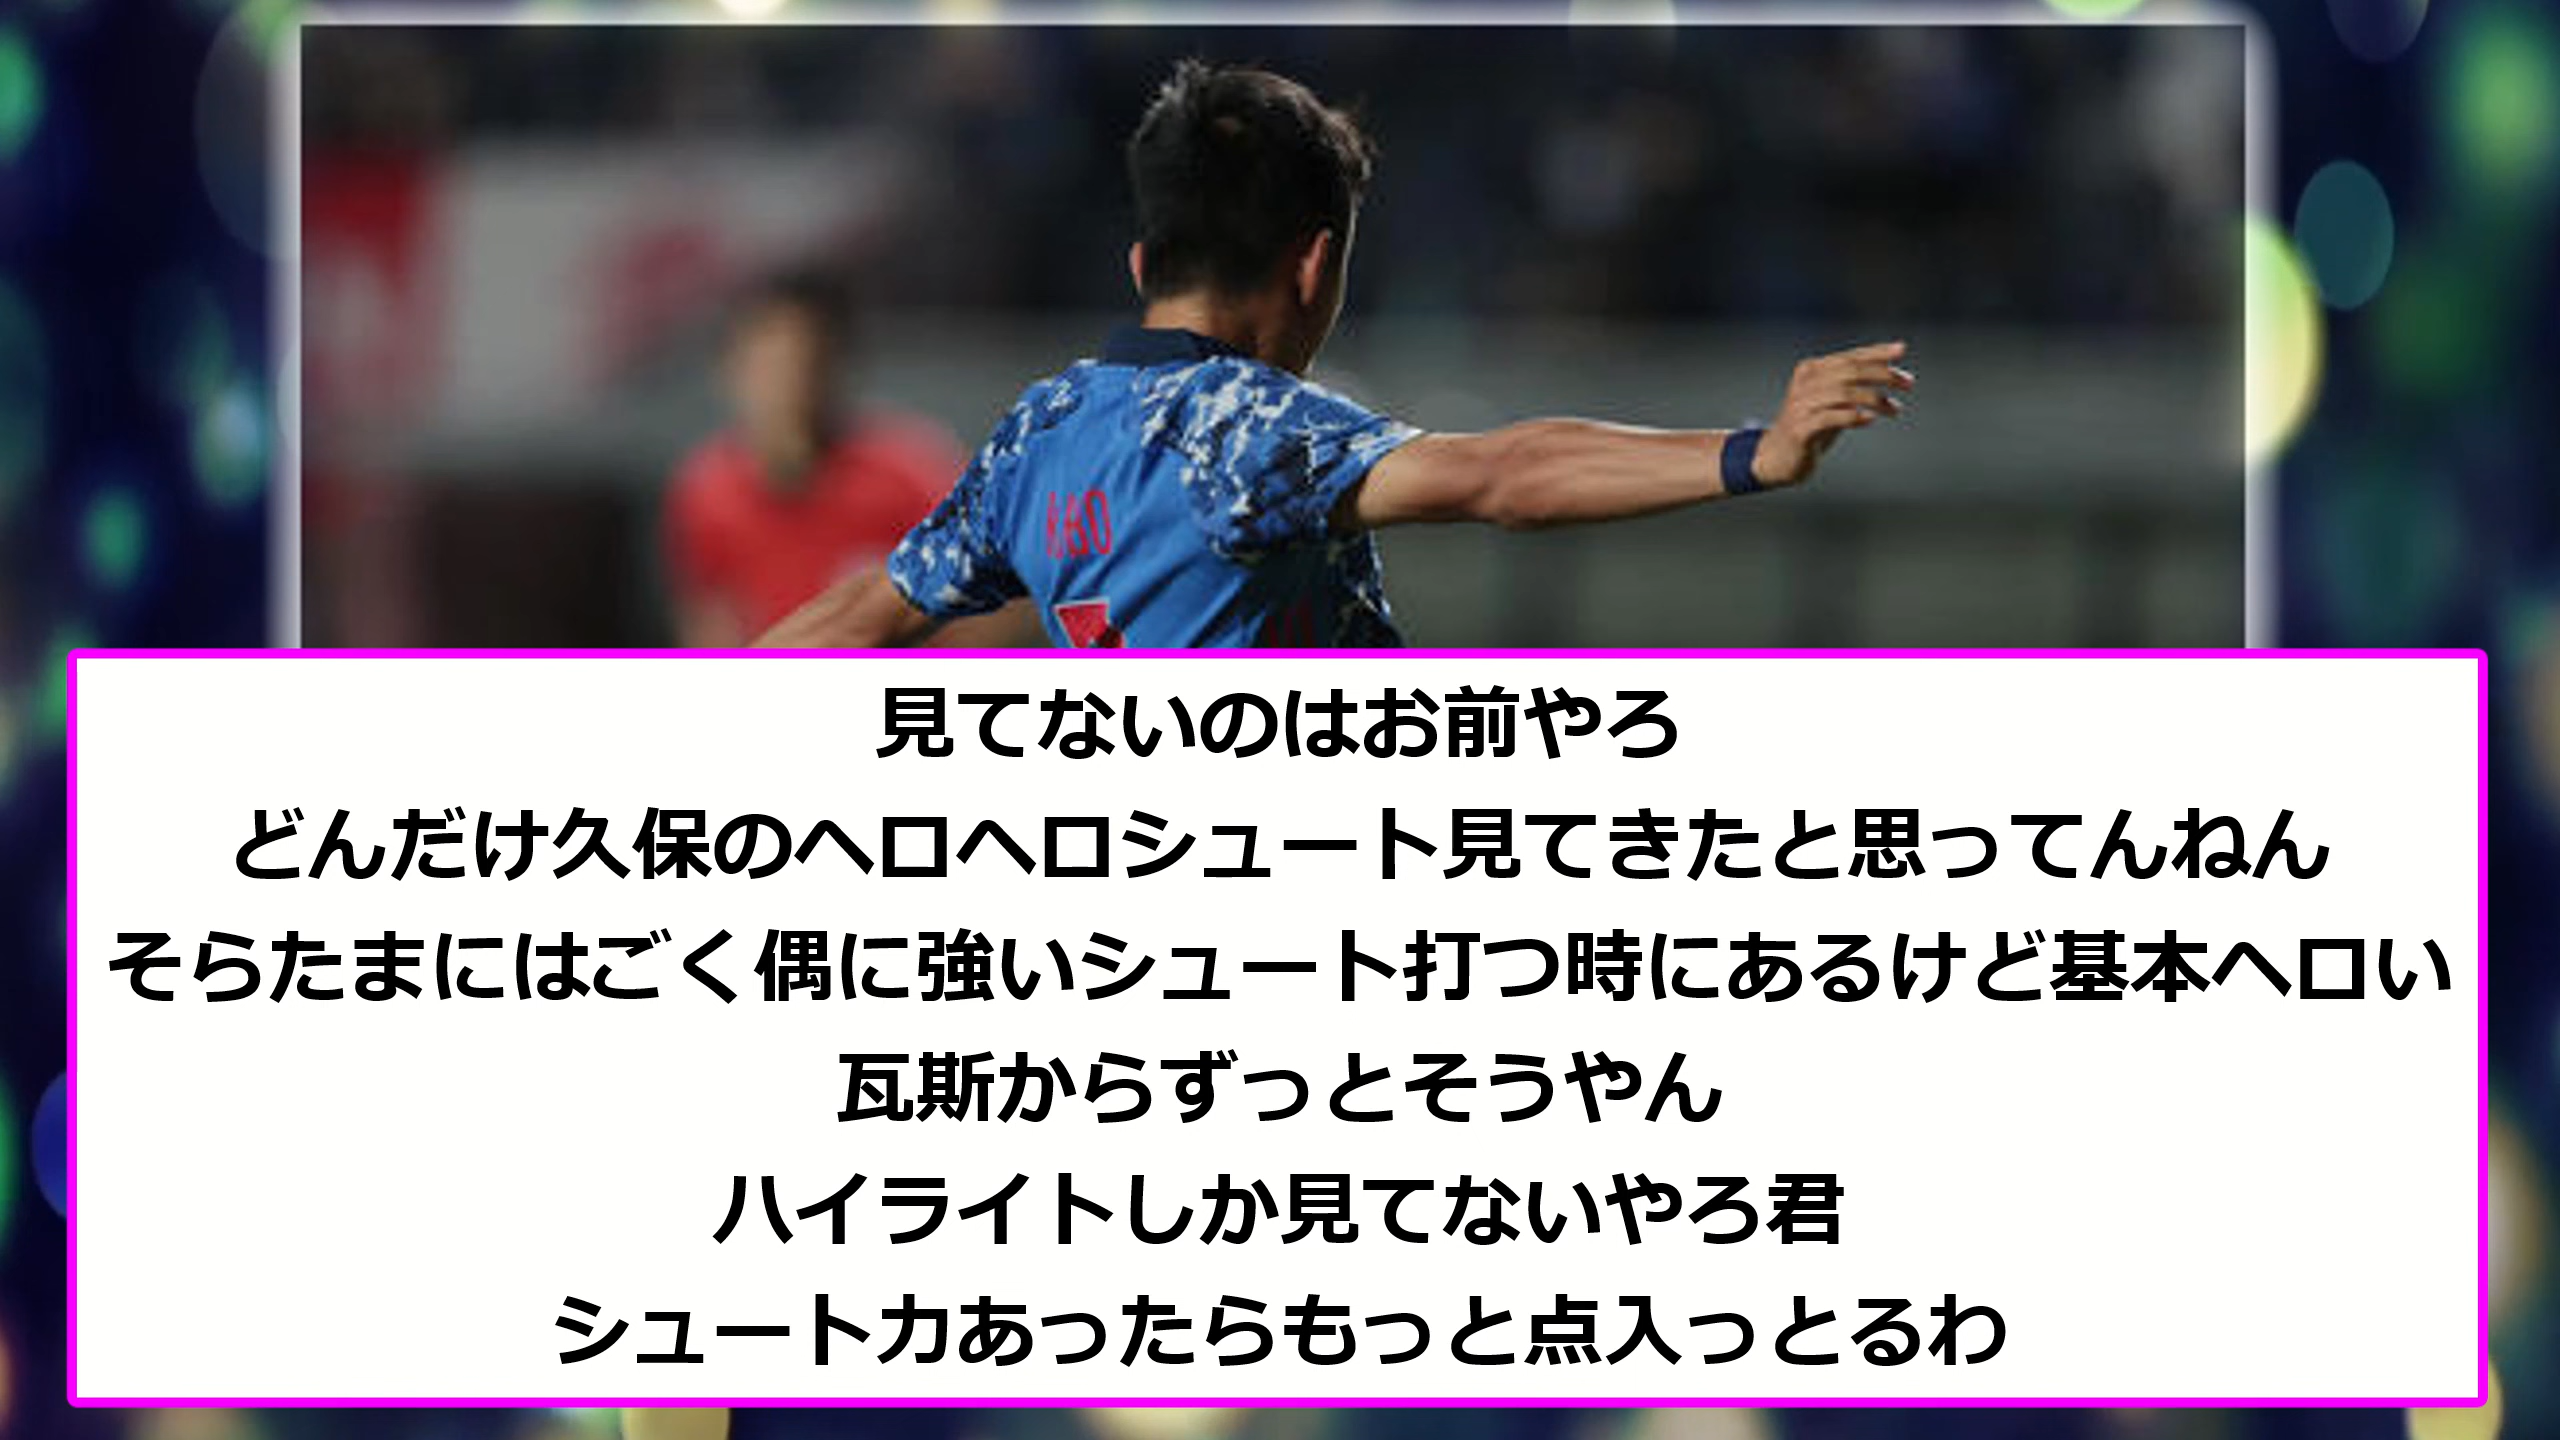 見てないのはお前やろ
どんだけ久保のヘロヘロシュート見てきたと思ってんねん
そらたまにはごく偶に強いシュート打つ時にあるけど基本ヘロい
瓦斯からずっとそうやん
ハイライトしか見てないやろ君
シュート力あったらもっと点入っとるわ